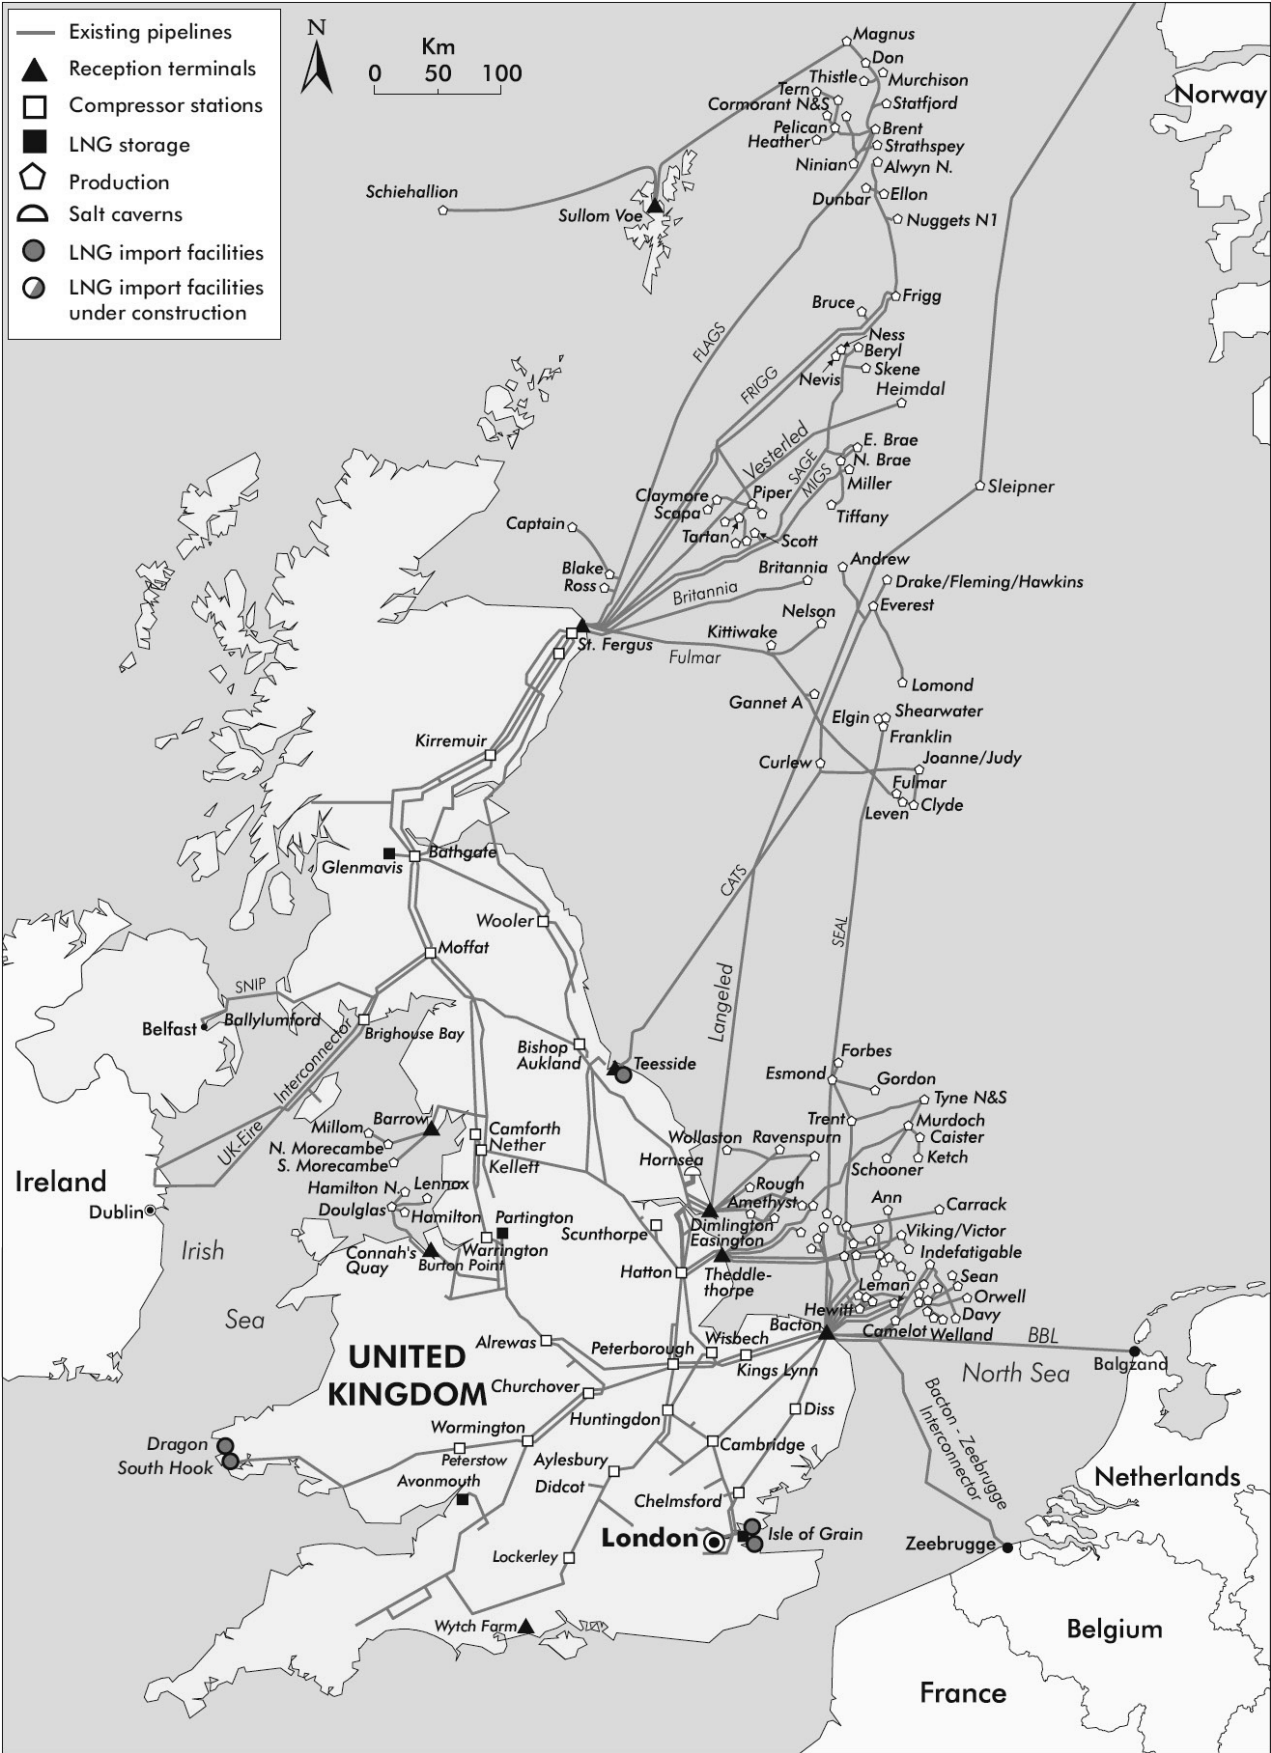 Existing pipelines
Reception terminals
Compressor stations
LNG storage
Production
Salt caverns
LNG import facilities
LNG import facilities
under construction
N
Km
0 50 100
Magnus
Don
Thistle
Murchison
Tern
Cormorant N&S
Statfjord
Pelican
Brent
Heather
Strathspey
Ninian
Alwyn N.
Norway
Schiehallion
Sullom Voe
Dunbar
Ellon
Nuggets N1
Bruce
Frigg
FLAGS
Ness
Beryl
FRIGG
Nevis
Skene
Heimdal
Vesterled
E. Brae
SAGE
N. Brae
MIGS
Miller
Claymore
Piper
Sleipner
Scapa
Tiffany
Captain
Tartan
Scott
Andrew
Blake
Britannia
Ross
Britannia
Drake/Fleming/Hawkins
Everest
Nelson
Kittiwake
St. Fergus
Fulmar
Lomond
Gannet A
Elgin
Shearwater
Franklin
Kirremuir
Curlew
Joanne/Judy
Fulmar
Leven
Clyde
Bathgate
Glenmavis
CATS
Wooler
SEAL
Moffat
SNIP
Langeled
Belfast
Ballylumford
Brighouse Bay
Interconnector
UK-Eire
Bishop
Aukland
Teesside
Forbes
Esmond
Gordon
Tyne N&S
Barrow
Millom
Camforth
Trent
Murdoch
N. Morecambe
Nether
Kellett
Wollaston
Ravenspurn
Caister
S. Morecambe
Hornsea
Ketch
Schooner
Ireland
Hamilton N.
Lennox
Rough
Dublin
Doulglas
Hamilton
Partington
Amethyst
Ann
Carrack
Scunthorpe
Dimlington
Easington
Viking/Victor
Irish
Connah's
Quay
Warrington
Burton Point
Indefatigable
Hatton
Theddle-
thorpe
Leman
Sean
Sea
Hewitt
Orwell
Bacton
Davy
Camelot
Welland
BBL
Alrewas
Peterborough
Wisbech
Kings Lynn
Balgzand
UNITED
KINGDOM
North Sea
Churchover
Huntingdon
Diss
Bacton - Zeebrugge
Interconnector
Wormington
Dragon
Peterstow
Cambridge
South Hook
Aylesbury
Netherlands
Avonmouth
Didcot
Chelmsford
London
Isle of Grain
Zeebrugge
Lockerley
Wytch Farm
Belgium
France